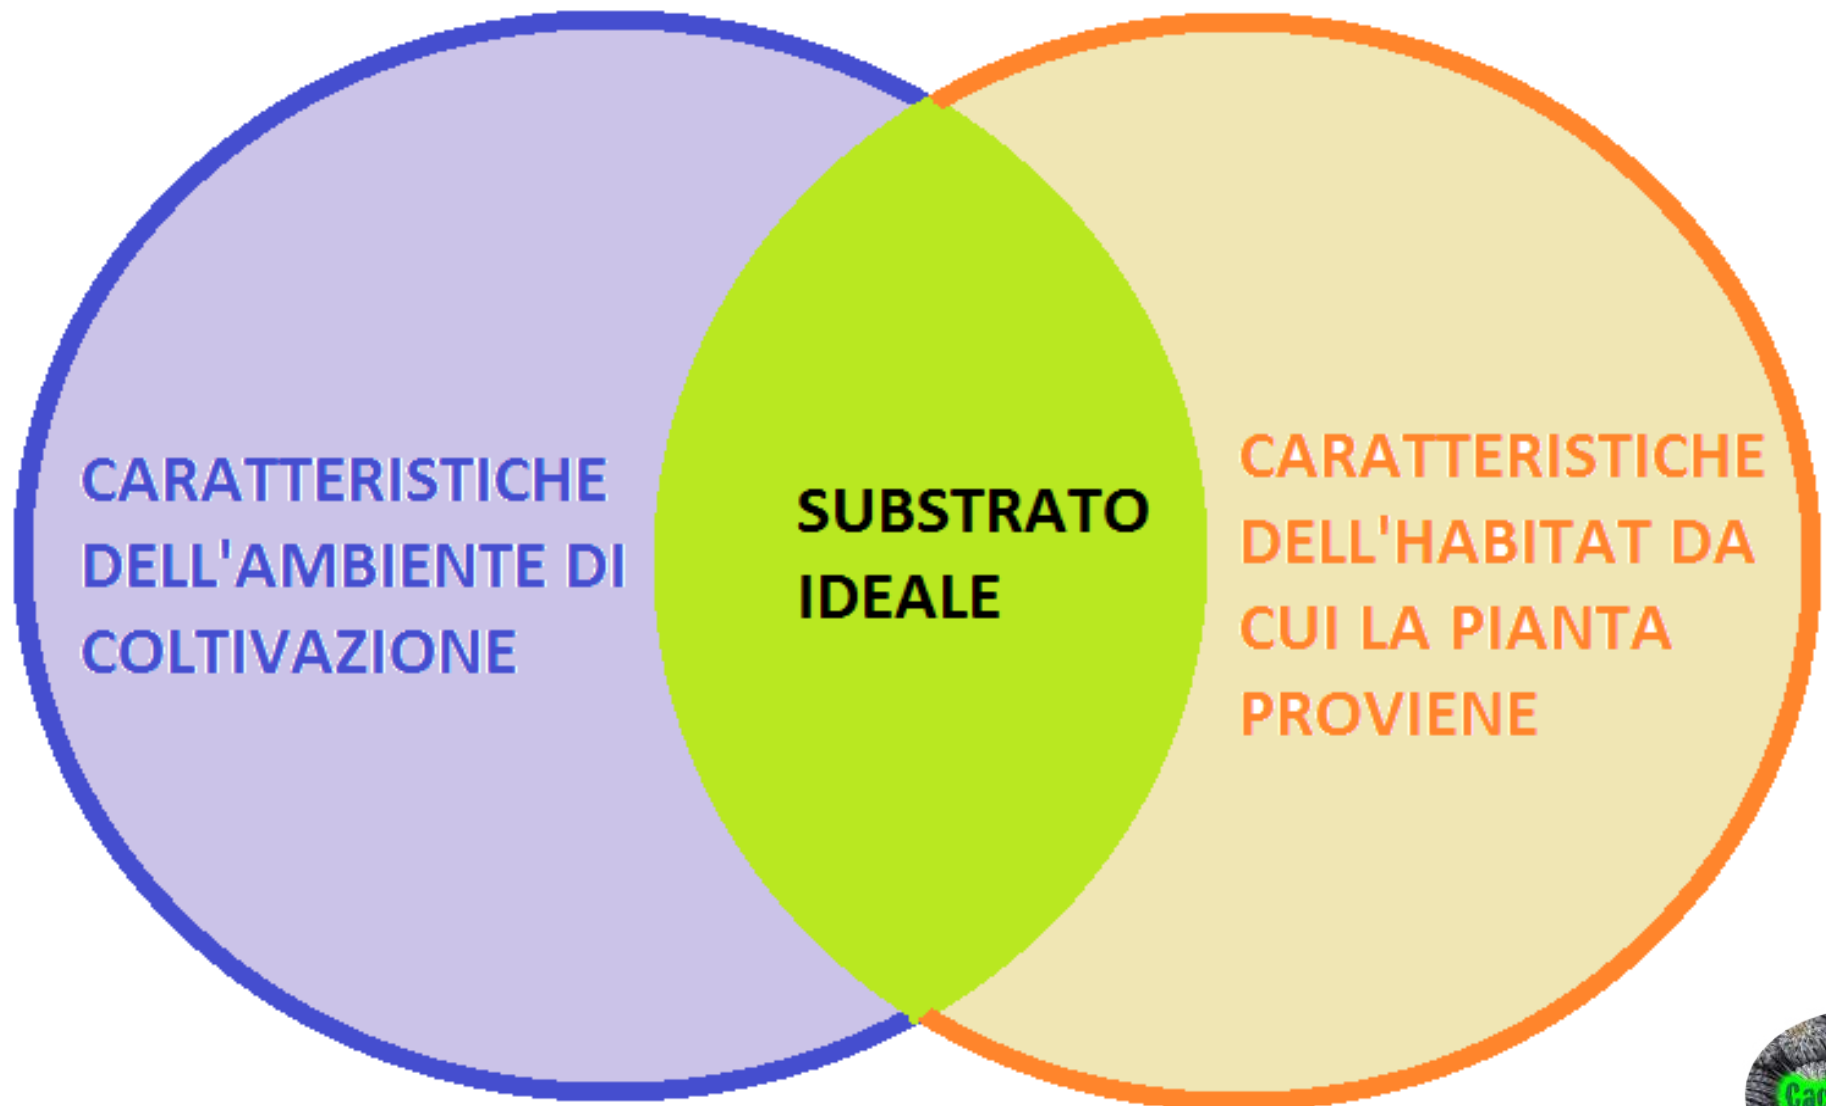 CARATTERISTICHE
DELL'AMBIENTE DI
COLTIVAZIONE
SUBSTRATO
IDEALE
CARATTERISTICHE
DELL'HABITAT DA
CUI LA PIANTA
PROVIENE